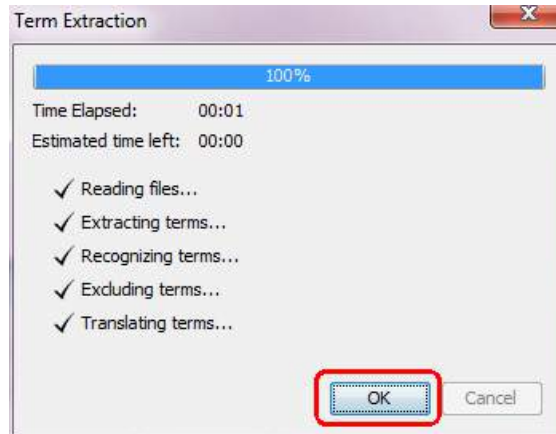 Term Extraction
100%
Time Elapsed: 00:01
Estimated time left: 00:00
Reading files...
Extracting terms...
Recognizing terms...
Excluding terms...
Translating terms...
OK Cancel